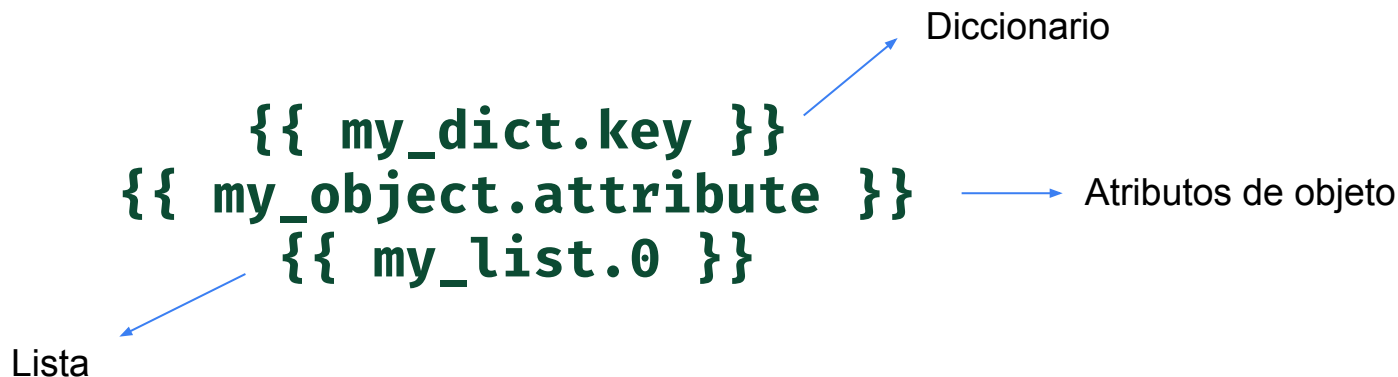 Diccionario
{{ my_dict.key }}
{{ my_object.attribute }}
Atributos de objeto
{{ my_list.0 }}
Lista